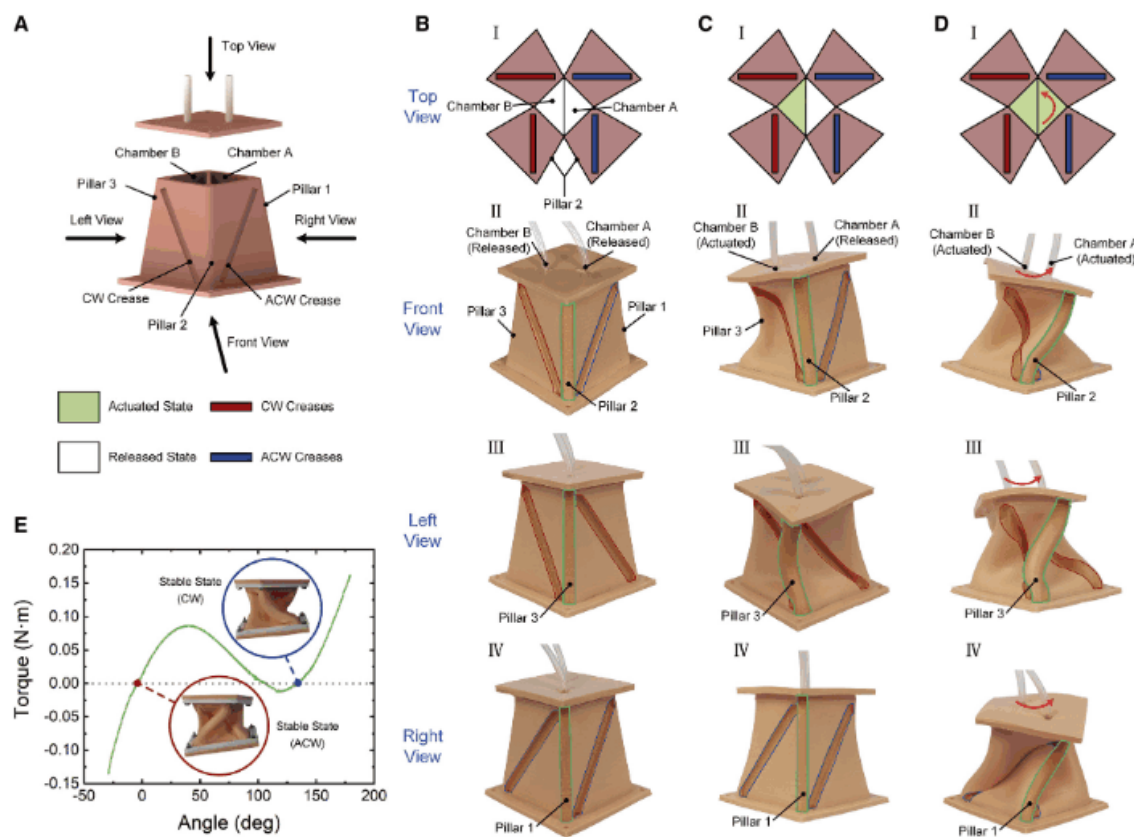 A
Top View
Chamber B
Chamber A
Pillar 3
Pillar 1
Left View
Right View
CW Crease
ACW Crease
Pillar 2
Front View
Actuated State
CW Creases
Released State
ACW Creases
B
I
Top
View
Chamber B
Chamber A
Pillar 2
C
I
D
I
Front
View
II
Chamber B
(Released)
Chamber A
(Released)
Pillar 3
Pillar 1
Pillar 2
II
Chamber B
(Actuated)
Chamber A
(Released)
Pillar 3
Pillar 2
II
Chamber B
(Actuated)
Chamber A
(Actuated)
Pillar 2
Left
View
III
Pillar 3
III
Pillar 3
III
Pillar 3
Right
View
IV
Pillar 1
IV
Pillar 1
IV
Pillar 1
E
Torque (N·m)
0.20
0.15
0.10
0.05
0.00
-0.05
-0.10
-0.15
-50
0
50
100
150
200
Angle (deg)
Stable State
(CW)
Stable State
(ACW)